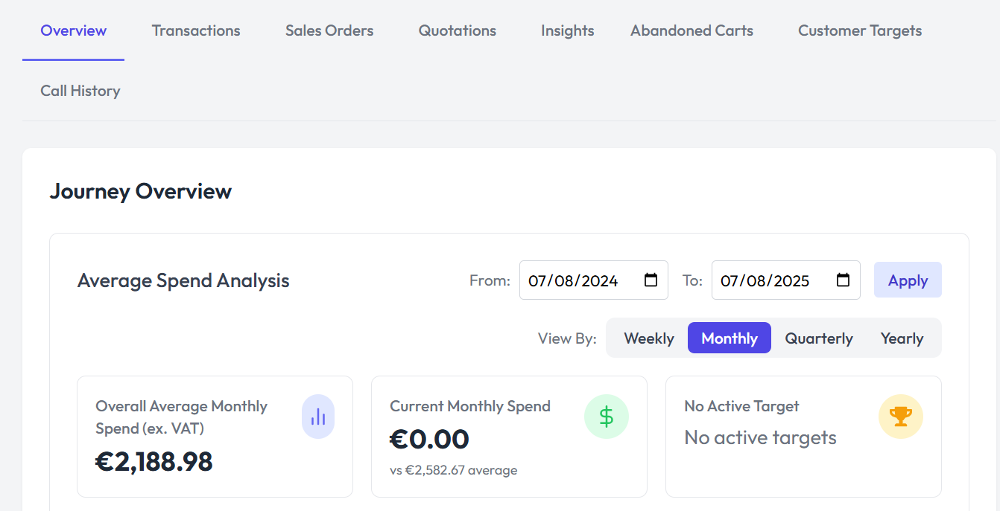 Overview Transactions Sales Orders Quotations Insights Abandoned Carts Customer Targets
Call History
Journey Overview
Average Spend Analysis From: 07/08/2024 To: 07/08/2025 Apply
View By: Weekly Monthly Quarterly Yearly
Overall Average Monthly
Spend (ex. VAT)
€2,188.98
Current Monthly Spend
€0.00
vs €2,582.67 average
No Active Target
No active targets